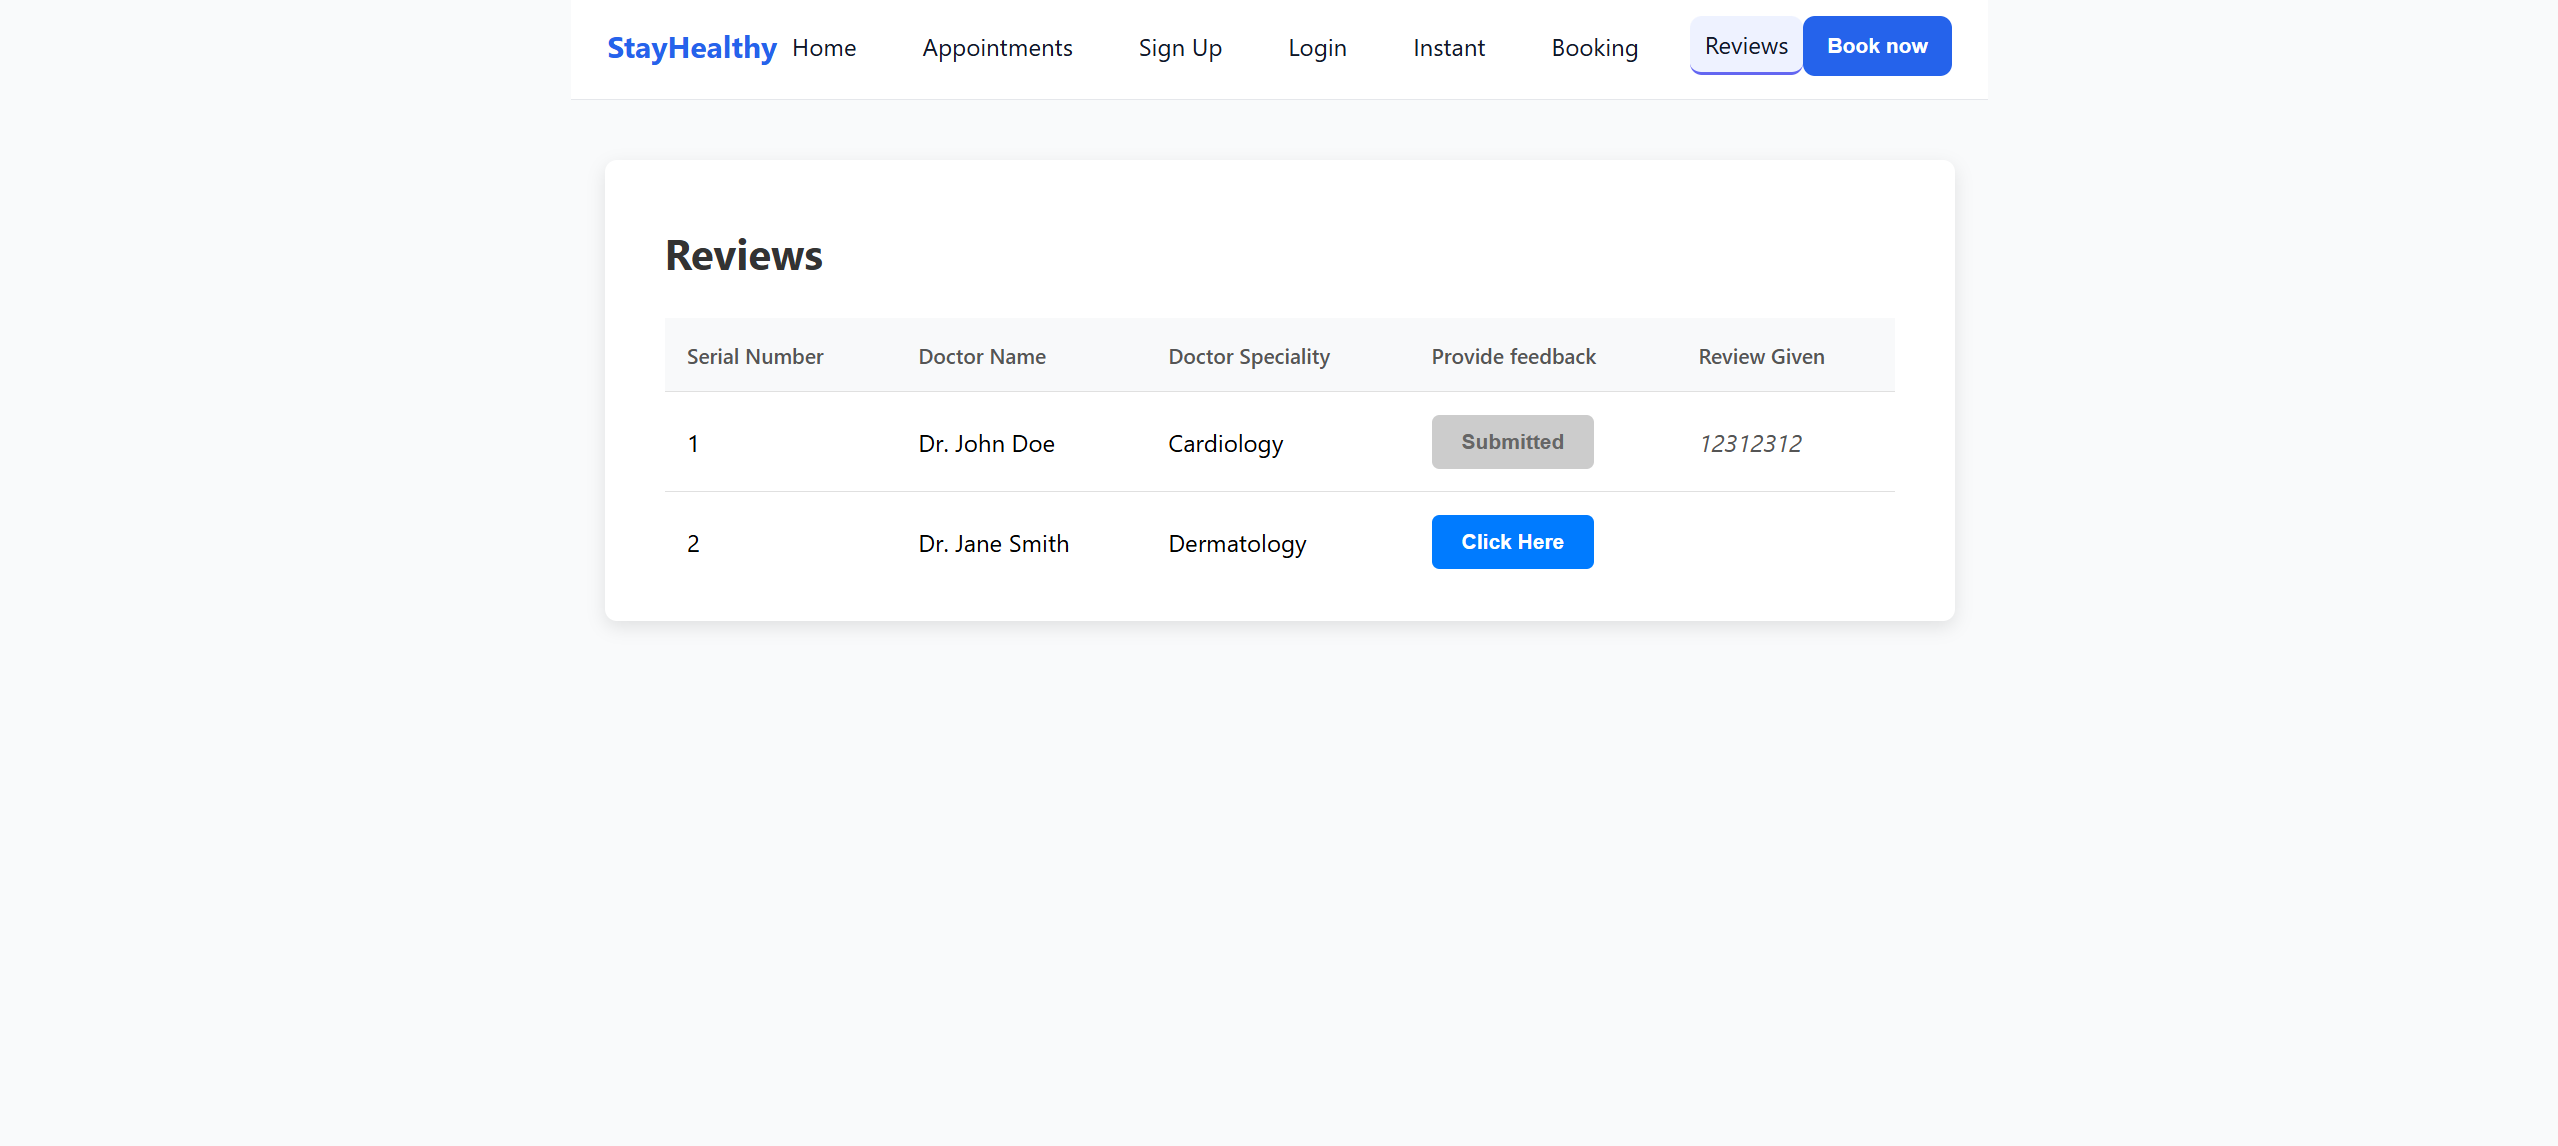 StayHealthy Home Appointments Sign Up Login Instant Booking Reviews Book now
Reviews
Serial Number Doctor Name Doctor Speciality Provide feedback Review Given
1 Dr. John Doe Cardiology Submitted 12312312
2 Dr. Jane Smith Dermatology Click Here